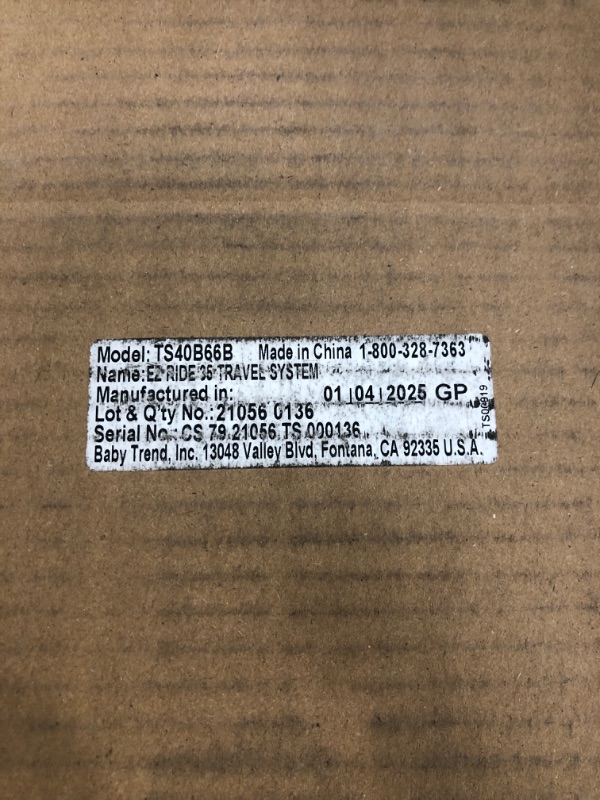 Model: TS40B66B Made in China 1-800-328-7363
Name: EZ RIDE 35 TRAVEL SYSTEM
Manufactured in: 01|04|2025 GP
Lot & Q'ty No.: 21056 0136
Serial No.: CS 79 21056 TS 000136
Baby Trend, Inc. 13048 Valley Blvd, Fontana, CA 92335 U.S.A.